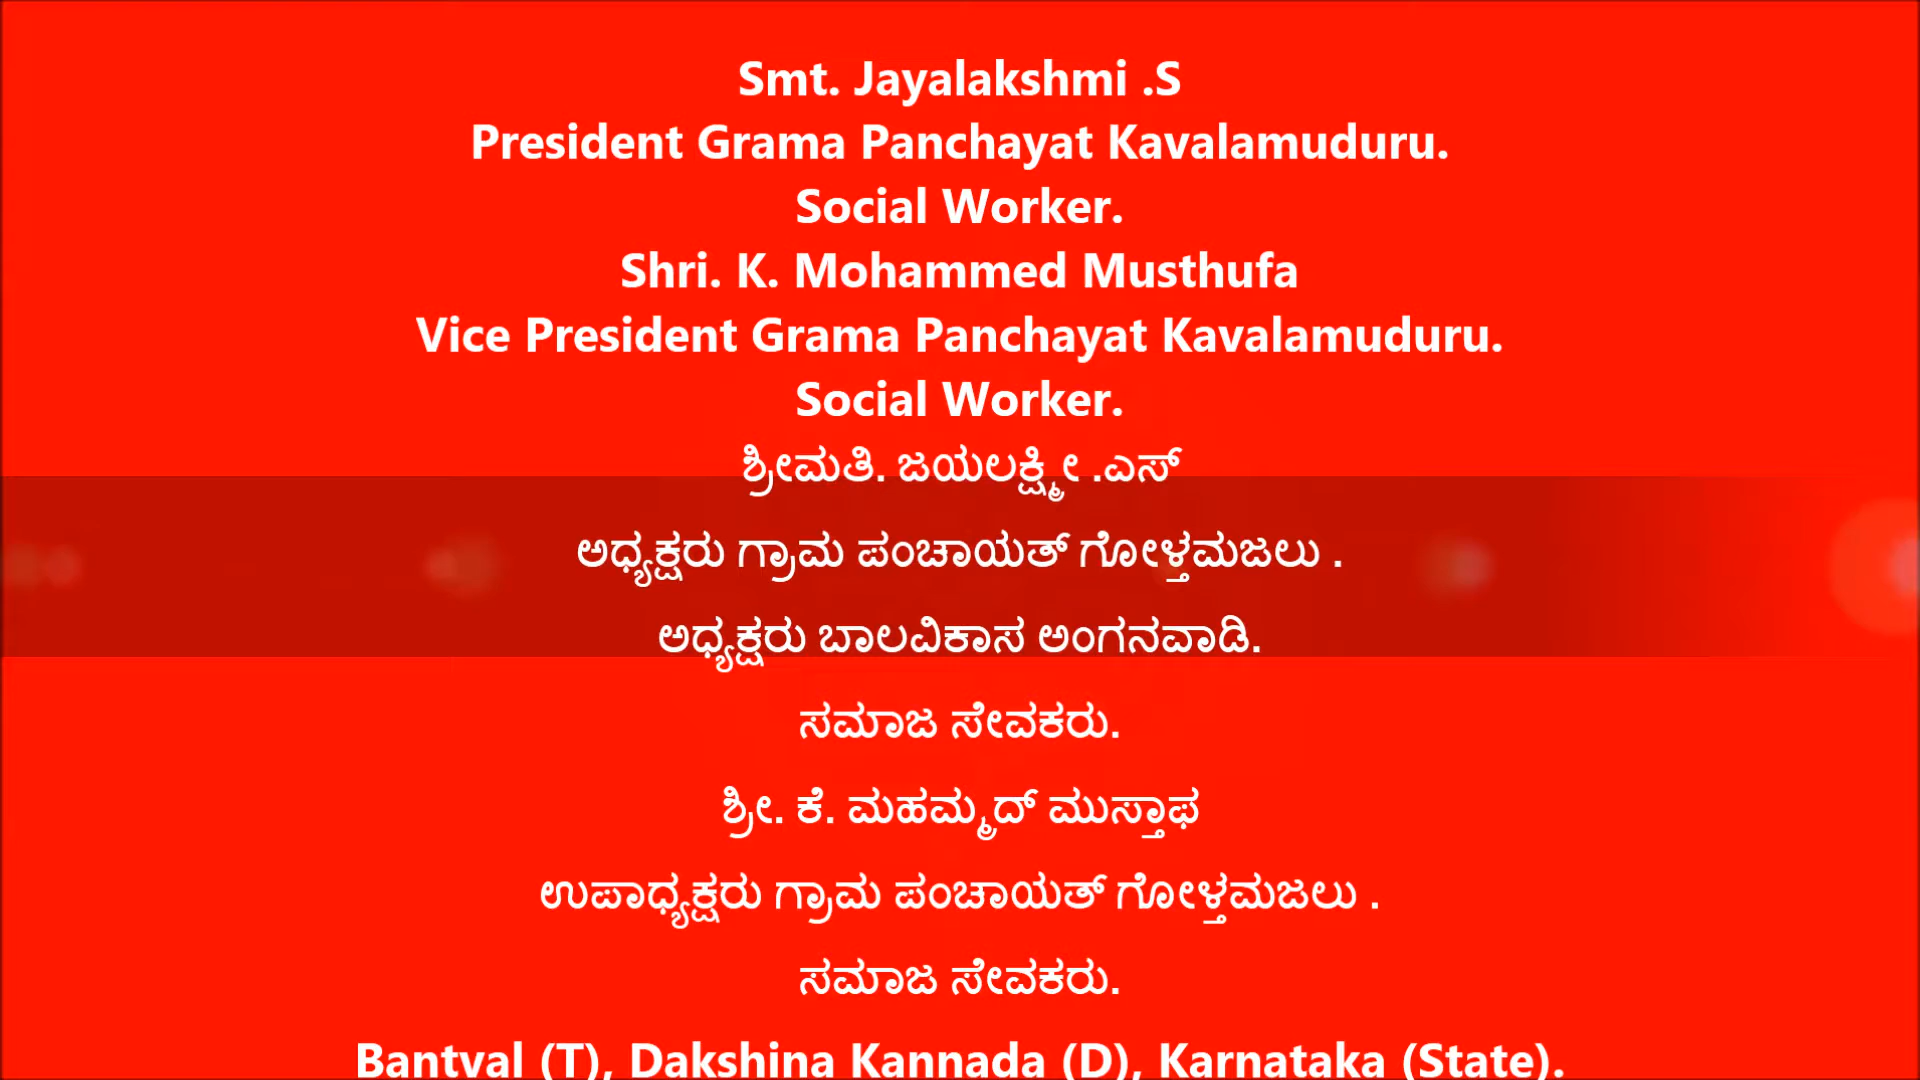 Smt. Jayalakshmi .S
President Grama Panchayat Kavalamuduru.
Social Worker.
Shri. K. Mohammed Musthufa
Vice President Grama Panchayat Kavalamuduru.
Social Worker.
ಶ್ರೀಮತಿ. ಜಯಲಕ್ಷ್ಮೀ .ಎಸ್
ಅಧ್ಯಕ್ಷರು ಗ್ರಾಮ ಪಂಚಾಯತ್ ಗೋಳ್ತಮಜಲು .
ಅಧ್ಯಕ್ಷರು ಬಾಲವಿಕಾಸ ಅಂಗನವಾಡಿ.
ಸಮಾಜ ಸೇವಕರು.
ಶ್ರೀ. ಕೆ. ಮಹಮ್ಮದ್ ಮುಸ್ತಾಫ
ಉಪಾಧ್ಯಕ್ಷರು ಗ್ರಾಮ ಪಂಚಾಯತ್ ಗೋಳ್ತಮಜಲು .
ಸಮಾಜ ಸೇವಕರು.
Bantval (T), Dakshina Kannada (D), Karnataka (State).